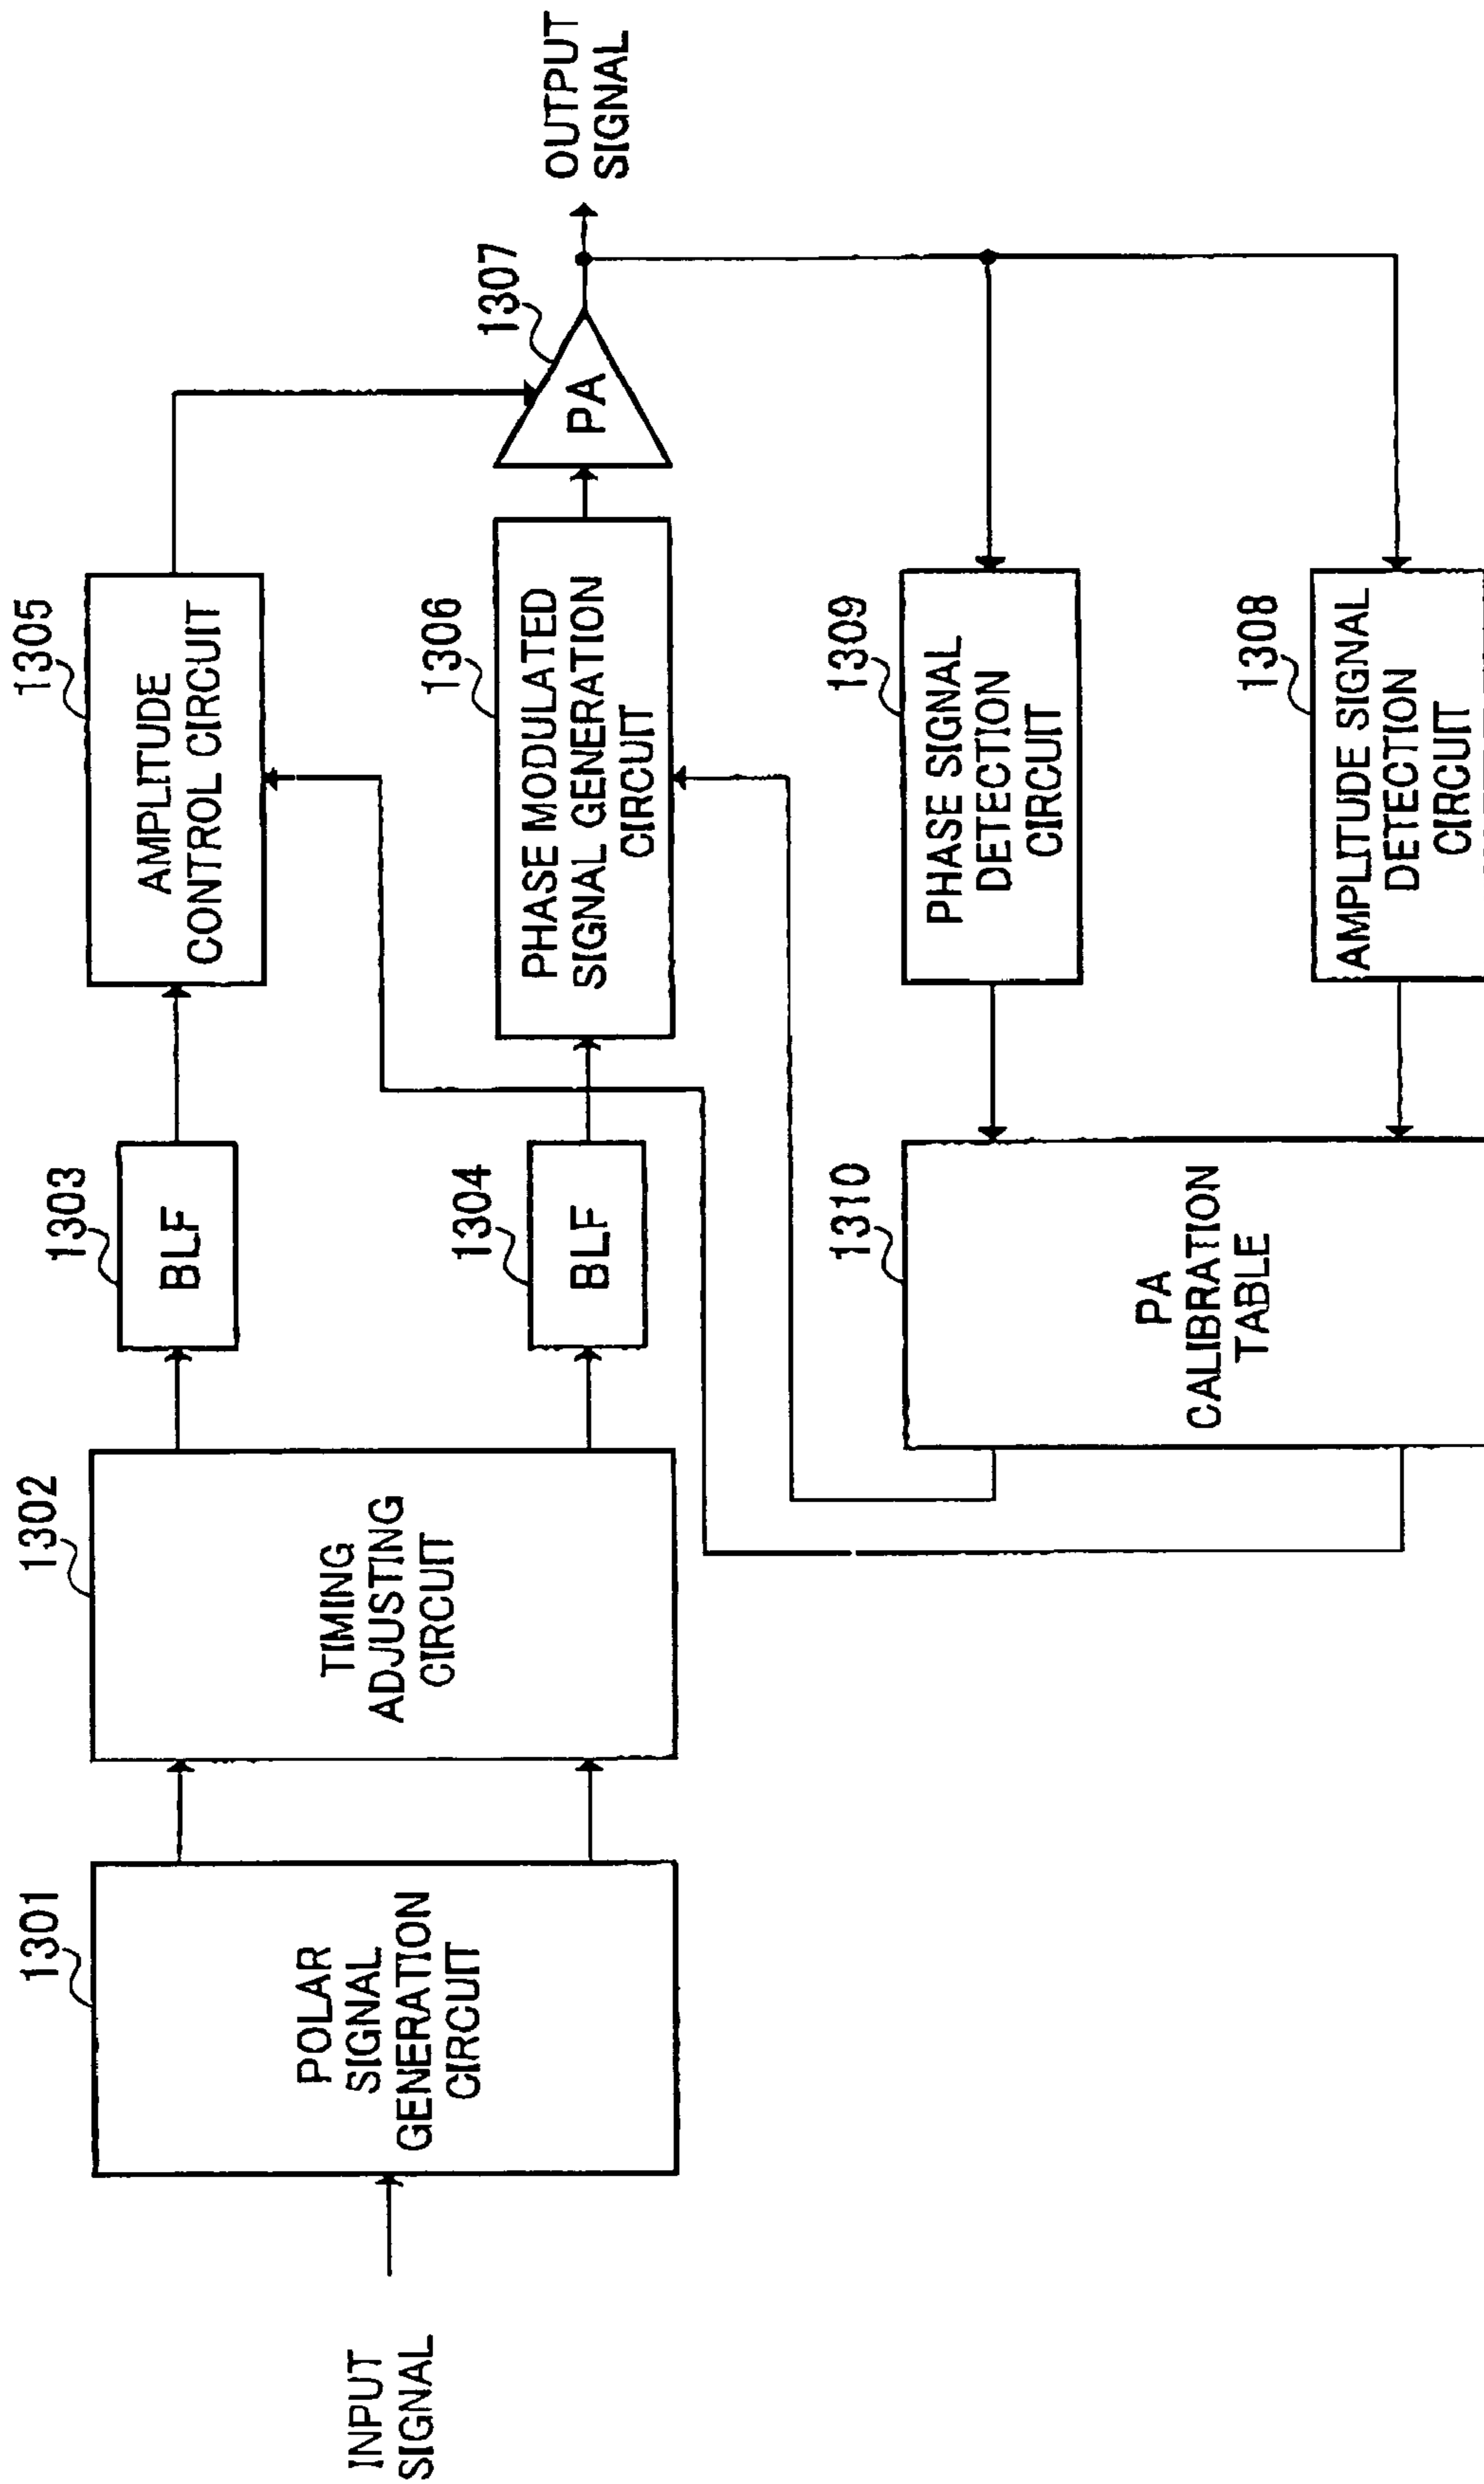 INPUT
SIGNAL
1301
POLAR
SIGNAL
GENERATION
CIRCUIT
1302
TIMING
ADJUSTING
CIRCUIT
1303
BLF
1304
BLF
1305
AMPLITUDE
CONTROL CIRCUIT
1306
PHASE MODULATED
SIGNAL GENERATION
CIRCUIT
1307
PA
OUTPUT
SIGNAL
1310
PA
CALIBRATION
TABLE
1309
PHASE SIGNAL
DETECTION
CIRCUIT
1308
AMPLITUDE SIGNAL
DETECTION
CIRCUIT